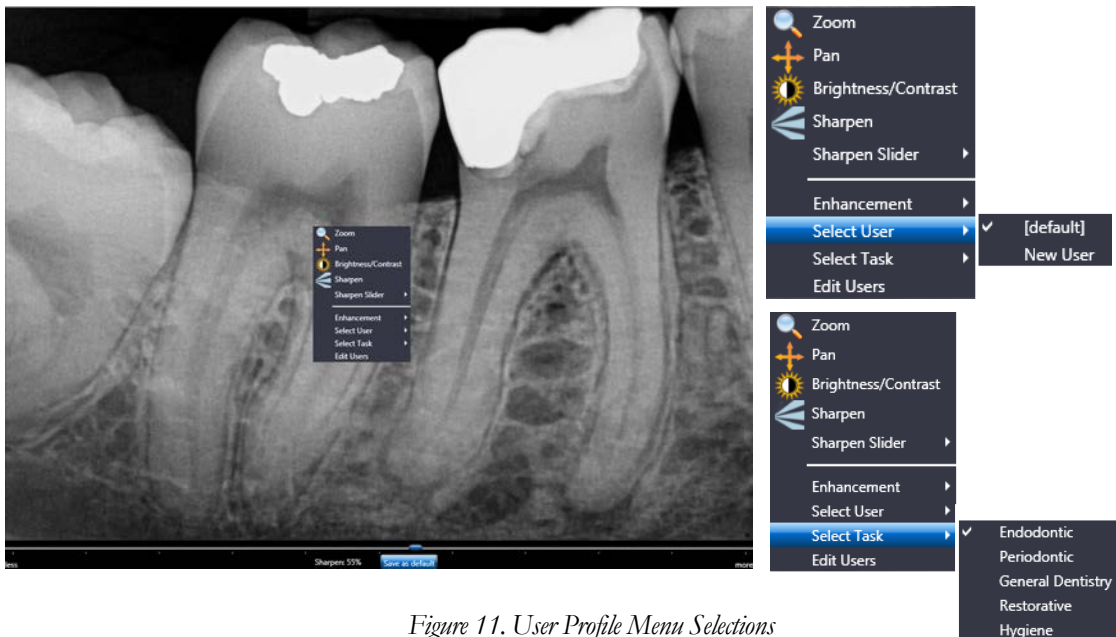 Zoom
Pan
Brightness/Contrast
Sharpen
Sharpen Slider
Enhancement
Select User
Select Task
Edit Users
less
Sharpen: 55%
Save as default
more
Zoom
Pan
Brightness/Contrast
Sharpen
Sharpen Slider
Enhancement
Select User
[default]
New User
Select Task
Edit Users
Zoom
Pan
Brightness/Contrast
Sharpen
Sharpen Slider
Enhancement
Select User
Select Task
Edit Users
Endodontic
Periodontic
General Dentistry
Restorative
Hygiene
Figure 11. User Profile Menu Selections